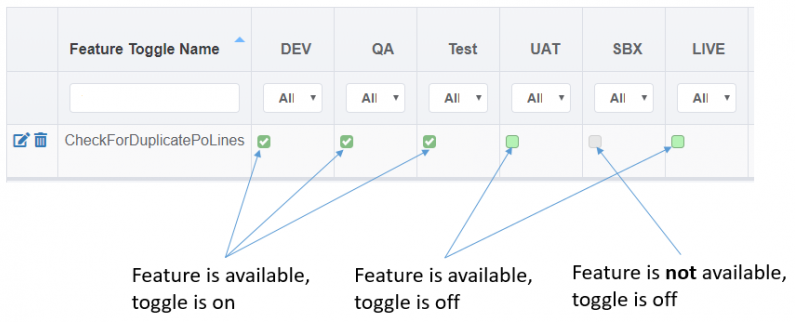 Feature Toggle Name DEV QA Test UAT SBX LIVE
All All All All All All
CheckForDuplicatePoLines
Feature is available, Feature is available, Feature is not available,
toggle is on toggle is off toggle is off